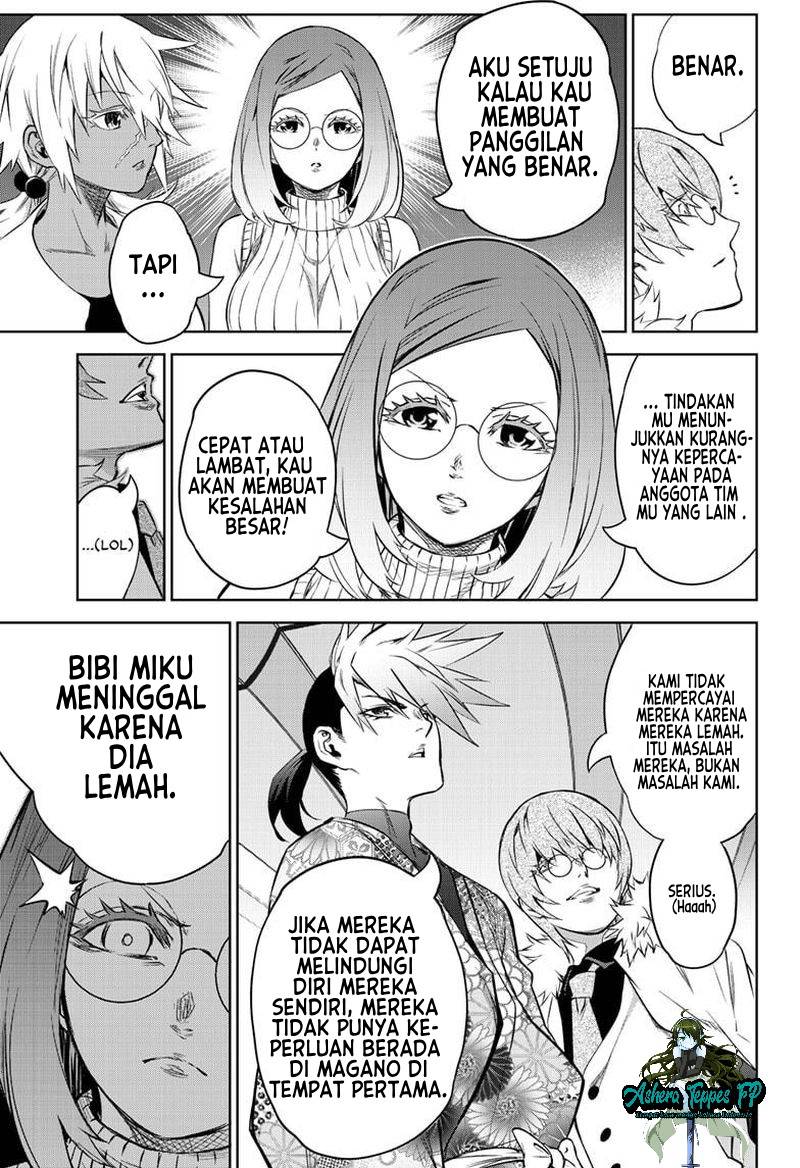 BENAR.
AKU SETUJU
KALAU KAU
MEMBUAT
PANGGILAN
YANG BENAR.
TAPI
...
... TINDAKAN
MU MENUN-
JUKKAN KURANG-
NYA KEPERCA-
YAAN PADA
ANGGOTA TIM
MU YANG LAIN .
CEPAT ATAU
LAMBAT, KAU
AKAN MEMBUAT
KESALAHAN
BESAR!
...(LOL)
KAMI TIDAK
MEMPERCAYAI
MEREKA KARENA
MEREKA LEMAH.
ITU MASALAH
MEREKA, BUKAN
MASALAH KAMI.
SERIUS.
(Haaah)
JIKA MEREKA
TIDAK DAPAT
MELINDUNGI
DIRI MEREKA
SENDIRI, MEREKA
TIDAK PUNYA KE-
PERLUAN BERADA
DI MAGANO DI
TEMPAT PERTAMA.
BIBI MIKU
MENINGGAL
KARENA
DIA
LEMAH.
Ashera Teppes FP